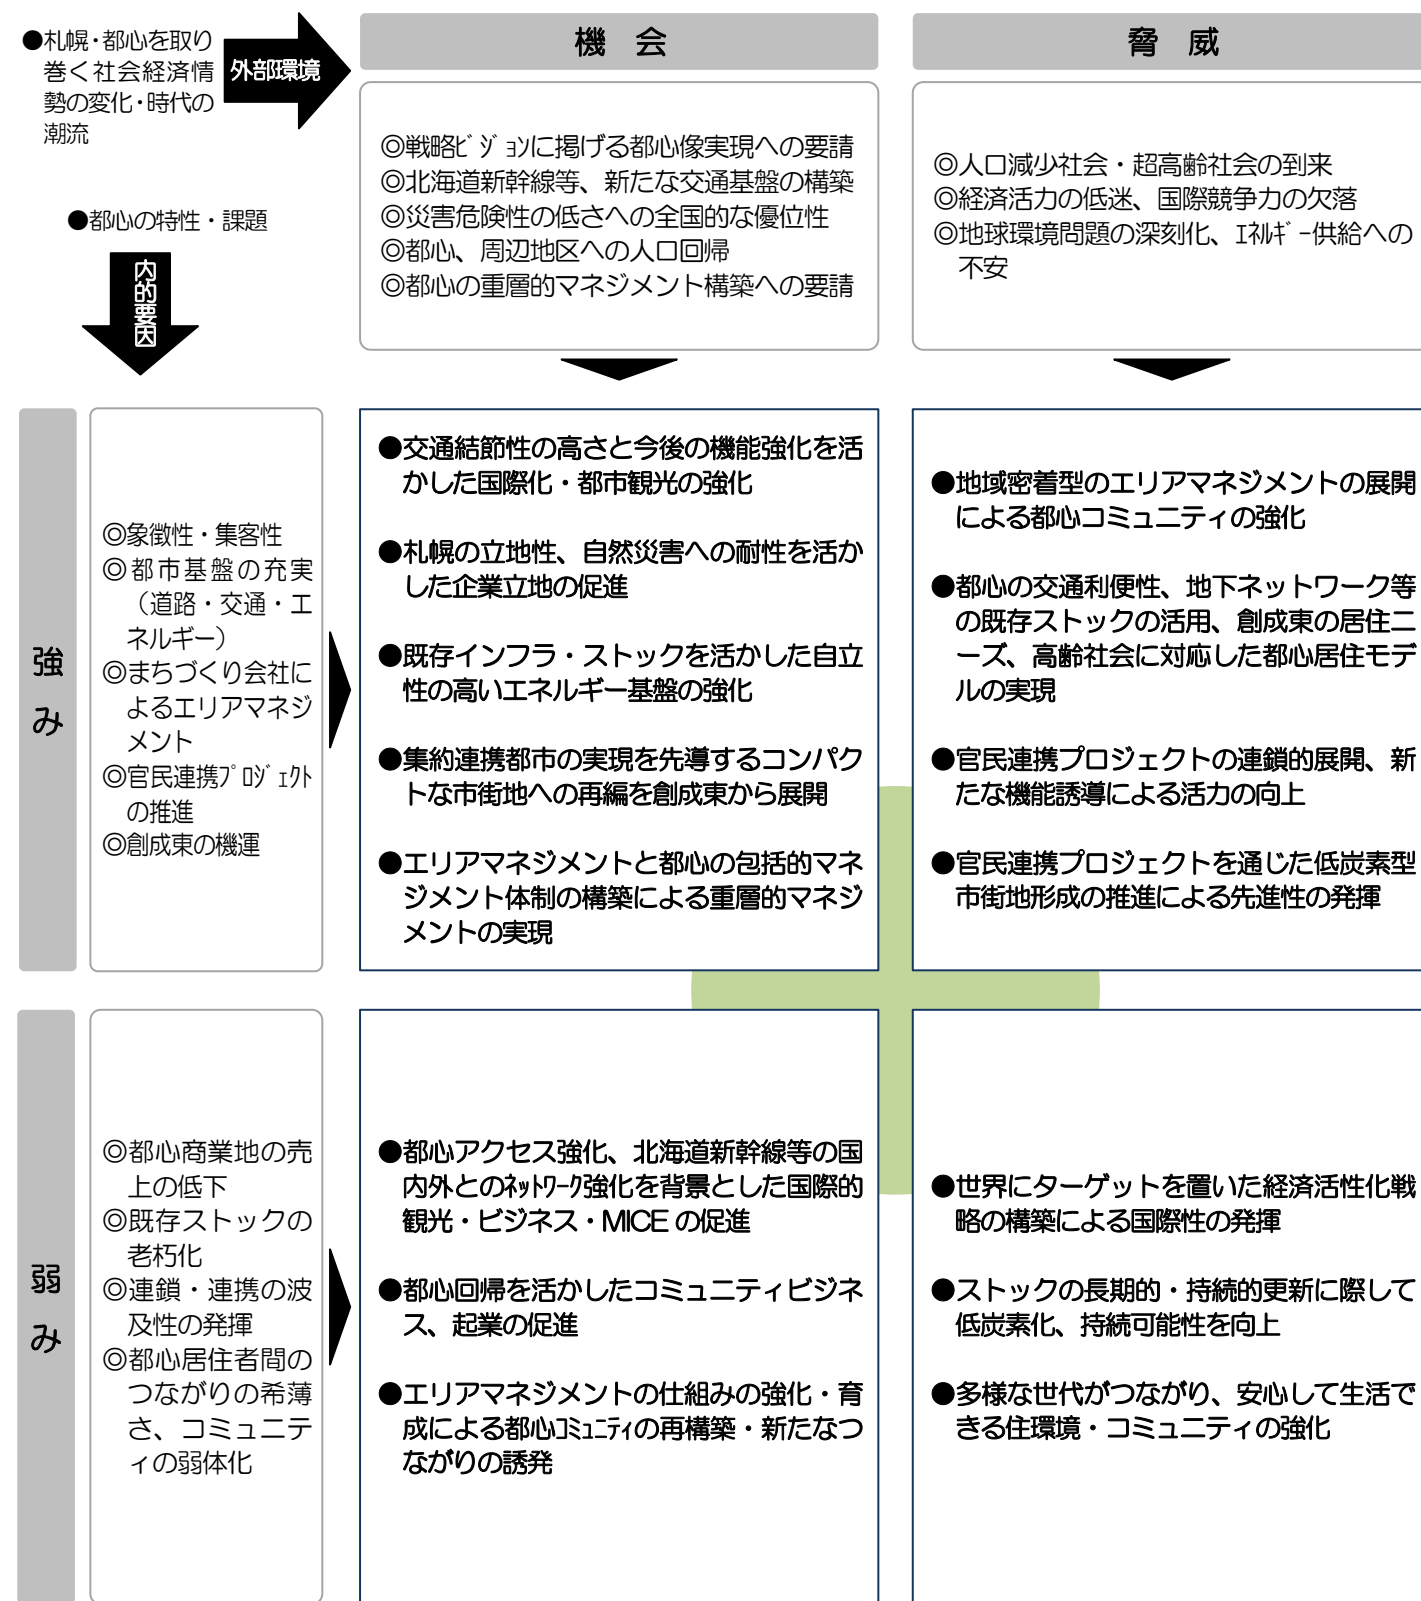 ●札幌・都心を取り
巻く社会経済情
勢の変化・時代の
潮流
外部環境
●都心の特性・課題
内的要因
機　会
◎戦略ﾋﾞｼﾞｮﾝに掲げる都心像実現への要請
◎北海道新幹線等、新たな交通基盤の構築
◎災害危険性の低さへの全国的な優位性
◎都心、周辺地区への人口回帰
◎都心の重層的マネジメント構築への要請
脅　威
◎人口減少社会・超高齢社会の到来
◎経済活力の低迷、国際競争力の欠落
◎地球環境問題の深刻化、ｴﾈﾙｷﾞｰ供給への
不安
強み
◎象徴性・集客性
◎都市基盤の充実
（道路・交通・エ
ネルギー）
◎まちづくり会社に
よるエリアマネジ
メント
◎官民連携ﾌﾟﾛｼﾞｪｸﾄ
の推進
◎創成東の機運
●交通結節性の高さと今後の機能強化を活
かした国際化・都市観光の強化
●札幌の立地性、自然災害への耐性を活か
した企業立地の促進
●既存インフラ・ストックを活かした自立
性の高いエネルギー基盤の強化
●集約連携都市の実現を先導するコンパク
トな市街地への再編を創成東から展開
●エリアマネジメントと都心の包括的マネ
ジメント体制の構築による重層的マネジ
メントの実現
●地域密着型のエリアマネジメントの展開
による都心コミュニティの強化
●都心の交通利便性、地下ネットワーク等
の既存ストックの活用、創成東の居住ニ
ーズ、高齢社会に対応した都心居住モデ
ルの実現
●官民連携プロジェクトの連鎖的展開、新
たな機能誘導による活力の向上
●官民連携プロジェクトを通じた低炭素型
市街地形成の推進による先進性の発揮
弱み
◎都心商業地の売
上の低下
◎既存ストックの
老朽化
◎連鎖・連携の波
及性の発揮
◎都心居住者間の
つながりの希薄
さ、コミュニテ
ィの弱体化
●都心アクセス強化、北海道新幹線等の国
内外とのﾈｯﾄﾜｰｸ強化を背景とした国際的
観光・ビジネス・MICE の促進
●都心回帰を活かしたコミュニティビジネ
ス、起業の促進
●エリアマネジメントの仕組みの強化・育
成による都心ｺﾐｭﾆﾃｨの再構築・新たなつ
ながりの誘発
●世界にターゲットを置いた経済活性化戦
略の構築による国際性の発揮
●ストックの長期的・持続的更新に際して
低炭素化、持続可能性を向上
●多様な世代がつながり、安心して生活で
きる住環境・コミュニティの強化